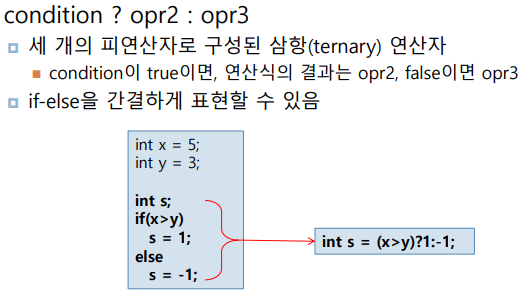 condition ? opr2 : opr3
세 개의 피연산자로 구성된 삼항(ternary) 연산자
condition이 true이면, 연산식의 결과는 opr2, false이면 opr3
if-else을 간결하게 표현할 수 있음
int x = 5;
int y = 3;
int s;
if(x>y)
s = 1;
else
s = -1;
int s = (x>y)?1:-1;